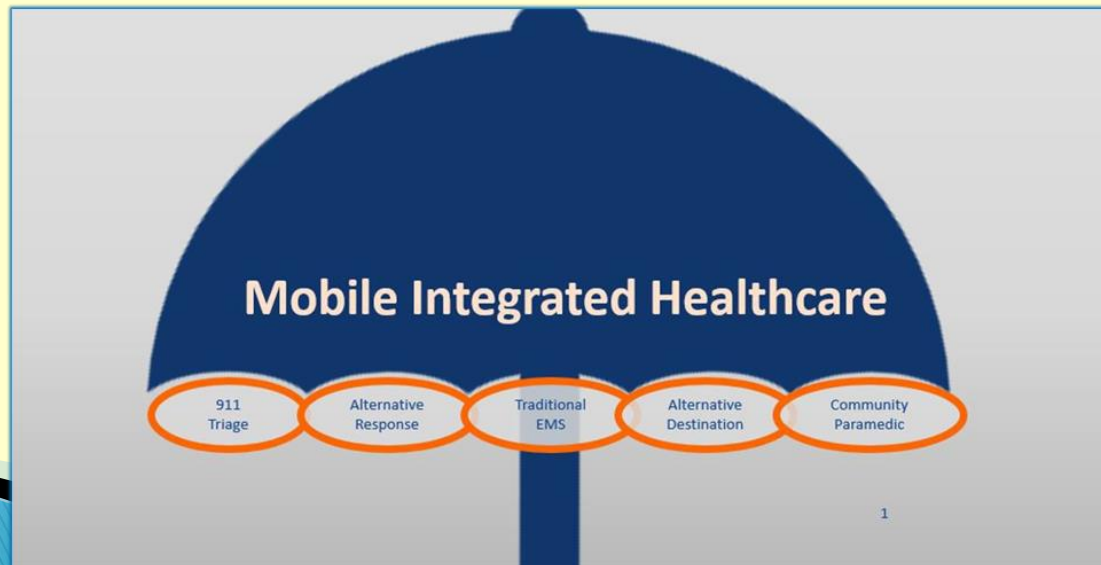 Mobile Integrated Healthcare
911
Triage
Alternative
Response
Traditional
EMS
Alternative
Destination
Community
Paramedic
1